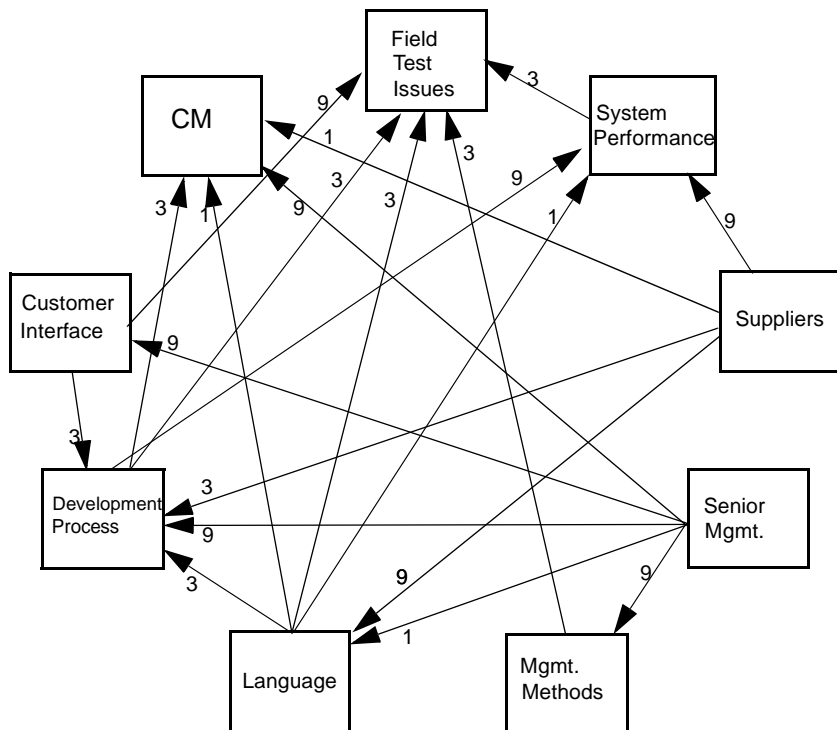 Field
Test
Issues
CM
System
Performance
9
3
1
3
9
3
3
3
1
9
1
9
Customer
Interface
Suppliers
9
3
Development
Process
3
9
Senior
Mgmt.
3
9
9
1
Language
Mgmt.
Methods